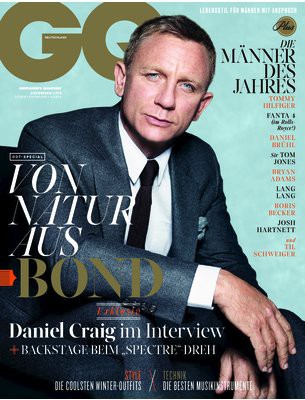 LEBENSSTIL FÜR MÄNNER MIT ANSPRUCH
GQ
DEUTSCHLAND
Plus
DIE
MÄNNER
DES
JAHRES
TOMMY
HILFIGER
FANTA 4
(im Rolls
Royce!)
DANIEL
BRÜHL
Sir TOM
JONES
BRYAN
ADAMS
LANG
LANG
BORIS
BECKER
JOSH
HARTNETT
und
TIL
SCHWEIGER
007-SPECIAL
VON
NATUR
AUS
BOND
Exklusiv
Daniel Craig im Interview
+ BACKSTAGE BEIM „SPECTRE“ DREH
STYLE
DIE COOLSTEN WINTER-OUTFITS
TECHNIK
DIE BESTEN MUSIKINSTRUMENTE